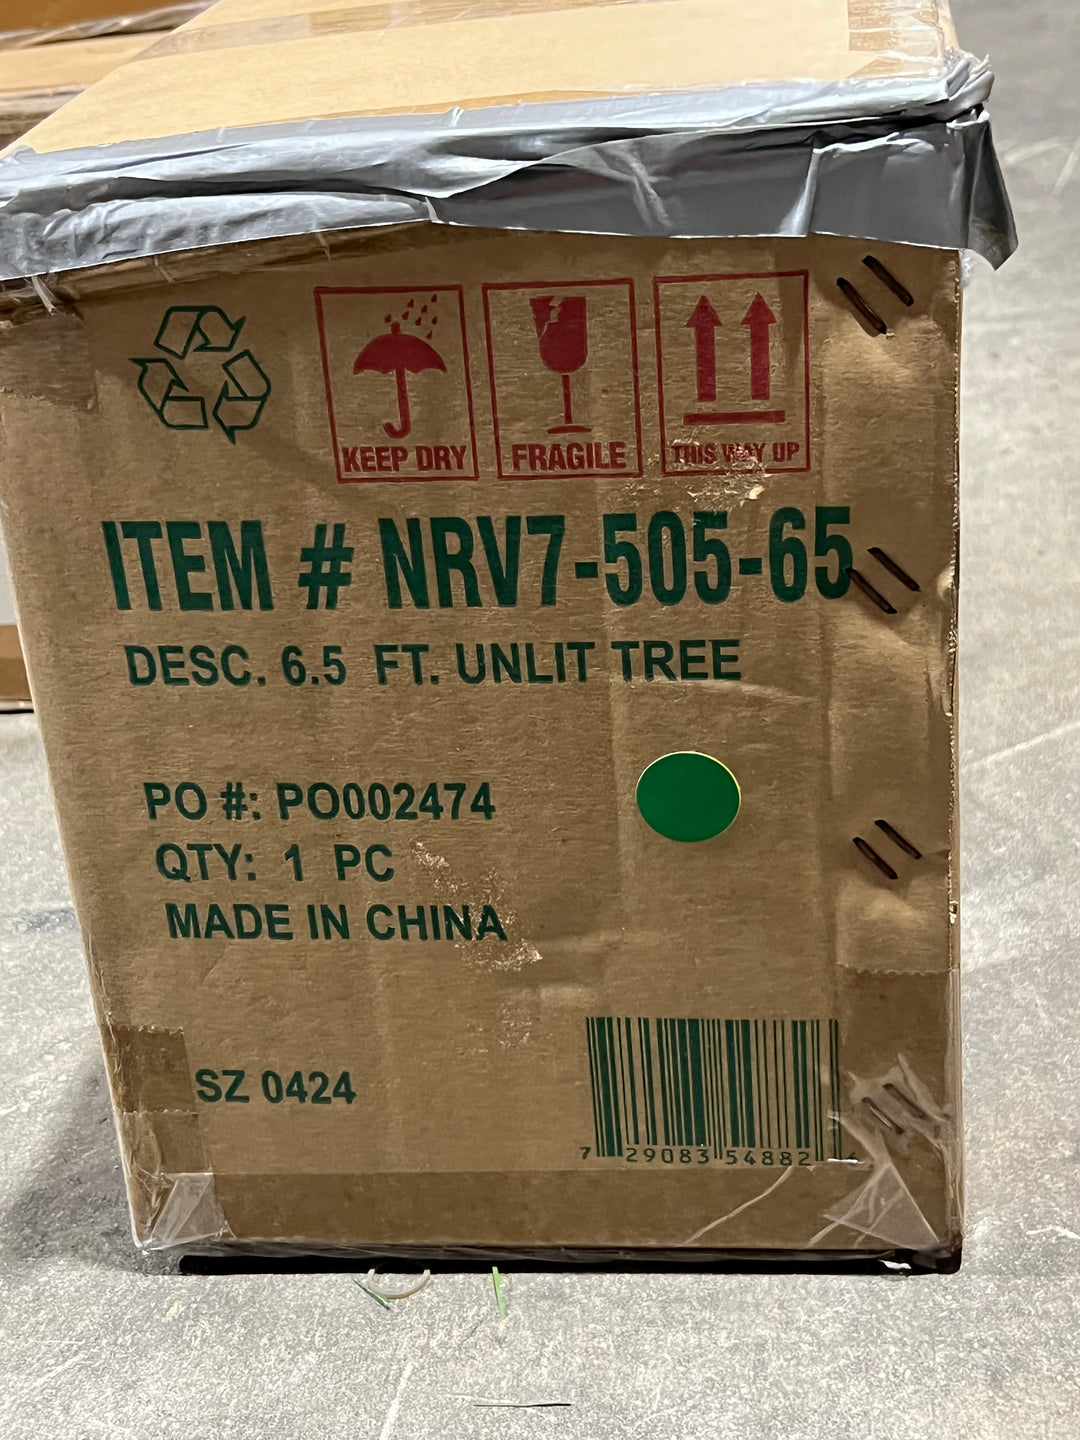 KEEP DRY
FRAGILE
THIS WAY UP
ITEM # NRV7-505-65
DESC. 6.5 FT. UNLIT TREE
PO #: PO002474
QTY: 1 PC
MADE IN CHINA
SZ 0424
7 29083 54882 4